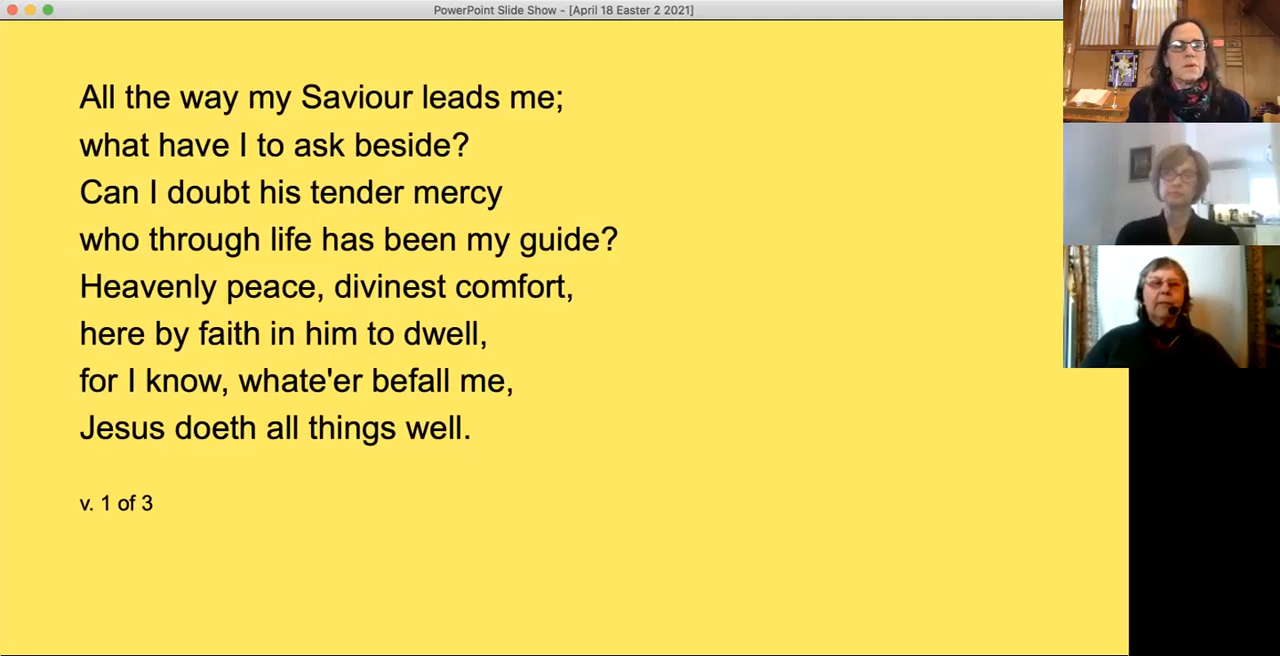 PowerPoint Slide Show - [April 18 Easter 2 2021]
All the way my Saviour leads me;
what have I to ask beside?
Can I doubt his tender mercy
who through life has been my guide?
Heavenly peace, divinest comfort,
here by faith in him to dwell,
for I know, whate'er befall me,
Jesus doeth all things well.
v. 1 of 3